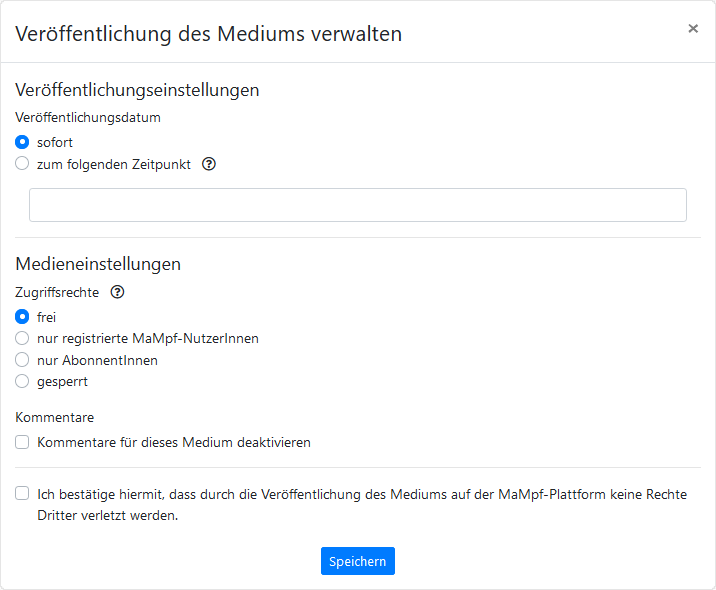 Veröffentlichung des Mediums verwalten ×
Veröffentlichungseinstellungen
Veröffentlichungsdatum
sofort
zum folgenden Zeitpunkt ?
Medieneinstellungen
Zugriffsrechte ?
frei
nur registrierte MaMpf-NutzerInnen
nur AbonnentInnen
gesperrt
Kommentare
Kommentare für dieses Medium deaktivieren
Ich bestätige hiermit, dass durch die Veröffentlichung des Mediums auf der MaMpf-Plattform keine Rechte
Dritter verletzt werden.
Speichern